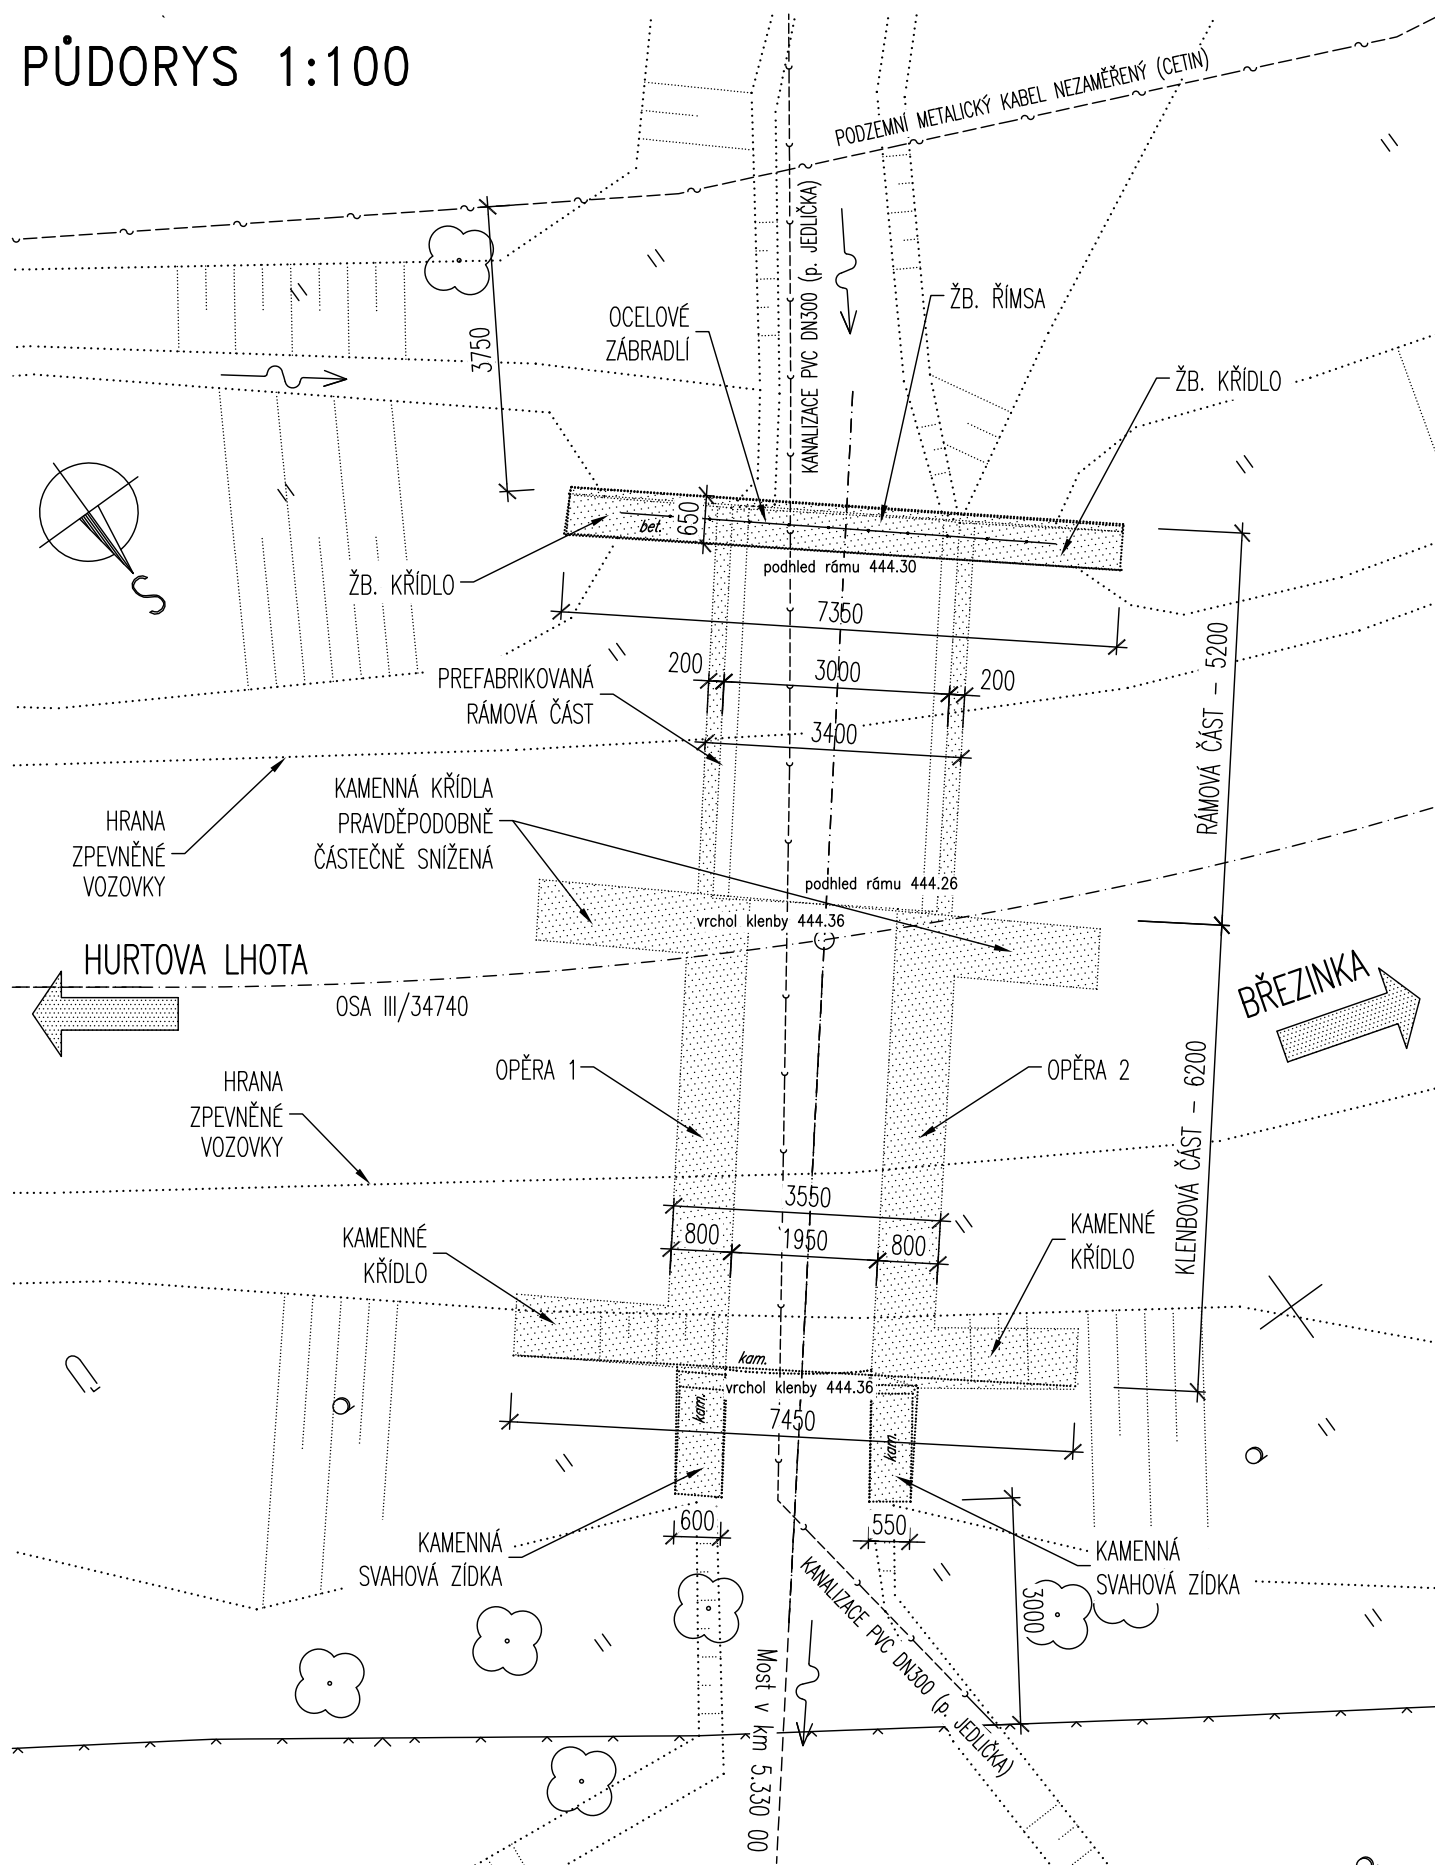 PŮDORYS 1:100
PODZEMNÍ METALICKÝ KABEL NEZAMĚŘENÝ (CETIN)
KANALIZACE PVC DN300 (p. JEDLIČKA)
3750
OCELOVÉ
ZÁBRADLÍ
ŽB. ŘÍMSA
ŽB. KŘÍDLO
bet.
650
ŽB. KŘÍDLO
podhled rámu 444.30
7350
200
3000
200
PREFABRIKOVANÁ
RÁMOVÁ ČÁST
3400
RÁMOVÁ ČÁST - 5200
KAMENNÁ KŘÍDLA
PRAVDĚPODOBNĚ
ČÁSTEČNĚ SNÍŽENÁ
HRANA
ZPEVNĚNÉ
VOZOVKY
podhled rámu 444.26
vrchol klenby 444.36
HURTOVA LHOTA
OSA III/34740
BŘEZINKA
OPĚRA 1
OPĚRA 2
HRANA
ZPEVNĚNÉ
VOZOVKY
KLENBOVÁ ČÁST - 6200
3550
800
1950
800
KAMENNÉ
KŘÍDLO
KAMENNÉ
KŘÍDLO
kam.
vrchol klenby 444.36
kam.
7450
kam.
600
550
KAMENNÁ
SVAHOVÁ ZÍDKA
KAMENNÁ
SVAHOVÁ ZÍDKA
3000
KANALIZACE PVC DN300 (p. JEDLIČKA)
Most v km 5.330 00
S